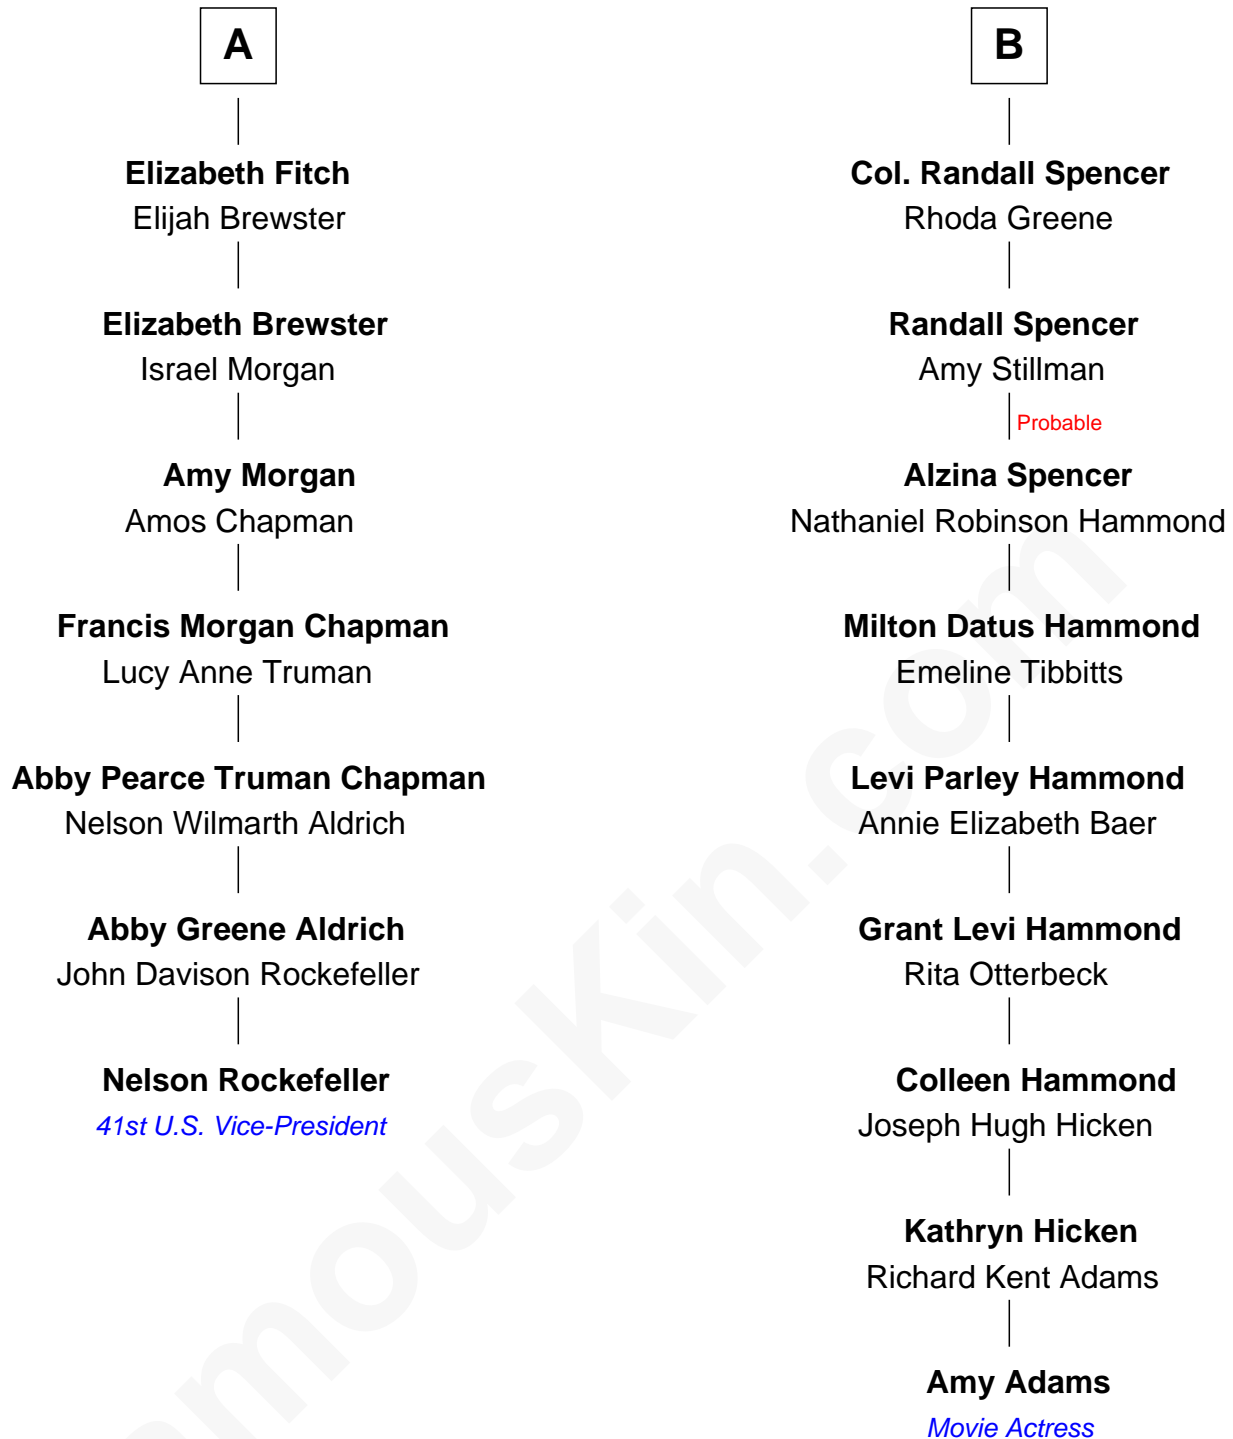 A
Elizabeth Fitch
Elijah Brewster
Elizabeth Brewster
Israel Morgan
Amy Morgan
Amos Chapman
Francis Morgan Chapman
Lucy Anne Truman
Abby Pearce Truman Chapman
Nelson Wilmarth Aldrich
Abby Greene Aldrich
John Davison Rockefeller
Nelson Rockefeller
41st U.S. Vice-President
B
Col. Randall Spencer
Rhoda Greene
Randall Spencer
Amy Stillman
Probable
Alzina Spencer
Nathaniel Robinson Hammond
Milton Datus Hammond
Emeline Tibbitts
Levi Parley Hammond
Annie Elizabeth Baer
Grant Levi Hammond
Rita Otterbeck
Colleen Hammond
Joseph Hugh Hicken
Kathryn Hicken
Richard Kent Adams
Amy Adams
Movie Actress
amouskin.com